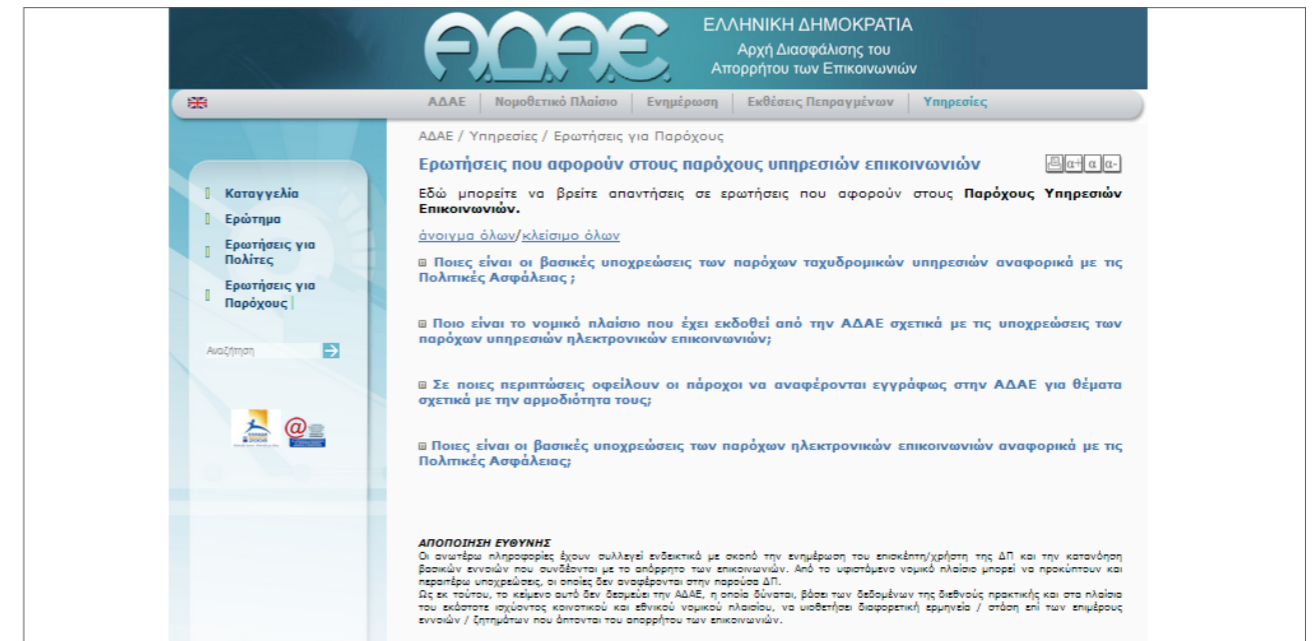 Α.Δ.Α.Ε.
ΕΛΛΗΝΙΚΗ ΔΗΜΟΚΡΑΤΙΑ
Αρχή Διασφάλισης του
Απορρήτου των Επικοινωνιών
ΑΔΑΕ Νομοθετικό Πλαίσιο Ενημέρωση Εκθέσεις Πεπραγμένων Υπηρεσίες
ΑΔΑΕ / Υπηρεσίες / Ερωτήσεις για Παρόχους
Ερωτήσεις που αφορούν στους παρόχους υπηρεσιών επικοινωνιών
α+ α α-
Καταγγελία
Ερώτημα
Ερωτήσεις για
Πολίτες
Ερωτήσεις για
Παρόχους
Αναζήτηση
Εδώ μπορείτε να βρείτε απαντήσεις σε ερωτήσεις που αφορούν στους Παρόχους Υπηρεσιών
Επικοινωνιών.
άνοιγμα όλων/κλείσιμο όλων
Ποιες είναι οι βασικές υποχρεώσεις των παρόχων ταχυδρομικών υπηρεσιών αναφορικά με τις
Πολιτικές Ασφάλειας ;
Ποιο είναι το νομικό πλαίσιο που έχει εκδοθεί από την ΑΔΑΕ σχετικά με τις υποχρεώσεις των
παρόχων υπηρεσιών ηλεκτρονικών επικοινωνιών;
Σε ποιες περιπτώσεις οφείλουν οι πάροχοι να αναφέρονται εγγράφως στην ΑΔΑΕ για θέματα
σχετικά με την αρμοδιότητα τους;
Ποιες είναι οι βασικές υποχρεώσεις των παρόχων ηλεκτρονικών επικοινωνιών αναφορικά με τις
Πολιτικές Ασφάλειας;
ΑΠΟΠΟΙΗΣΗ ΕΥΘΥΝΗΣ
Οι ανωτέρω πληροφορίες έχουν συλλεγεί ενδεικτικά με σκοπό την ενημέρωση του επισκέπτη/χρήστη της ΔΠ και την κατανόηση
βασικών εννοιών που συνδέονται με το απόρρητο των επικοινωνιών. Από το υφιστάμενο νομικό πλαίσιο μπορεί να προκύπτουν και
περαιτέρω υποχρεώσεις, οι οποίες δεν αναφέρονται στην παρούσα ΔΠ.
Ως εκ τούτου, το κείμενο αυτό δεν δεσμεύει την ΑΔΑΕ, η οποία δύναται, βάσει των δεδομένων της διεθνούς πρακτικής και στα πλαίσια
του εκάστοτε ισχύοντος κοινοτικού και εθνικού νομικού πλαισίου, να υιοθετήσει διαφορετική ερμηνεία / στάση επί των επιμέρους
εννοιών / ζητημάτων που άπτονται του απορρήτου των επικοινωνιών.